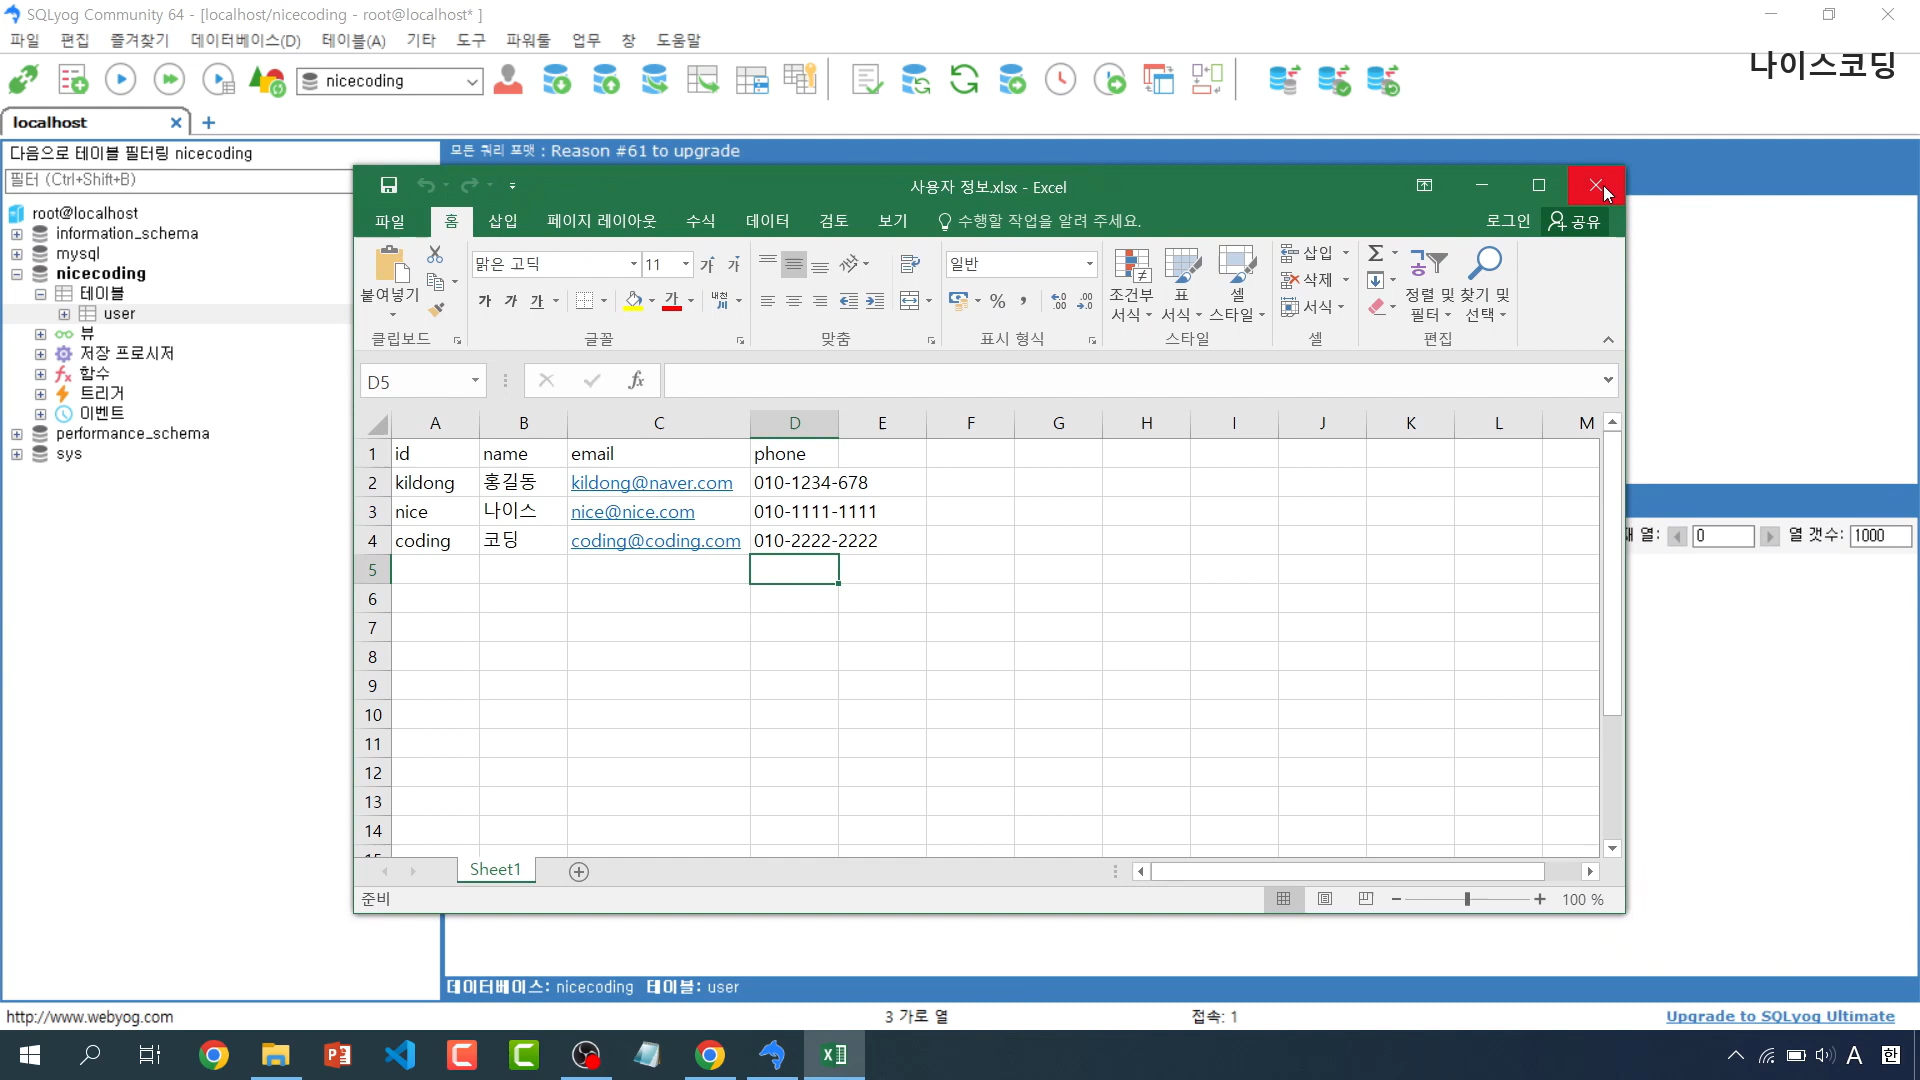 SQLyog Community 64 - [localhost/nicecoding - root@localhost* ]
파일 편집 즐겨찾기 데이터베이스(D) 테이블(A) 기타 도구 파워툴 업무 창 도움말
나이스코딩
nicecoding
localhost
다음으로 테이블 필터링 nicecoding
모든 쿼리 포맷 : Reason #61 to upgrade
필터 (Ctrl+Shift+B)
root@localhost
information_schema
mysql
nicecoding
테이블
user
뷰
저장 프로시저
함수
트리거
이벤트
performance_schema
sys
사용자 정보.xlsx - Excel
파일 홈 삽입 페이지 레이아웃 수식 데이터 검토 보기 수행할 작업을 알려 주세요. 로그인 공유
붙여넣기
맑은 고딕 11
일반
가 가 가 가 내천
조건부 서식
표 서식
셀 스타일
삽입
삭제
서식
정렬 및 필터
찾기 및 선택
클립보드 글꼴 맞춤 표시 형식 스타일 셀 편집
D5 fx
A B C D E F G H I J K L M
1 id name email phone
2 kildong 홍길동 kildong@naver.com 010-1234-678
3 nice 나이스 nice@nice.com 010-1111-1111
4 coding 코딩 coding@coding.com 010-2222-2222
5
6
7
8
9
10
11
12
13
14
Sheet1
준비 100 %
열: 0 열 갯수: 1000
데이터베이스: nicecoding 테이블: user
http://www.webyog.com 3 가로 열 접속: 1 Upgrade to SQLyog Ultimate
A 한